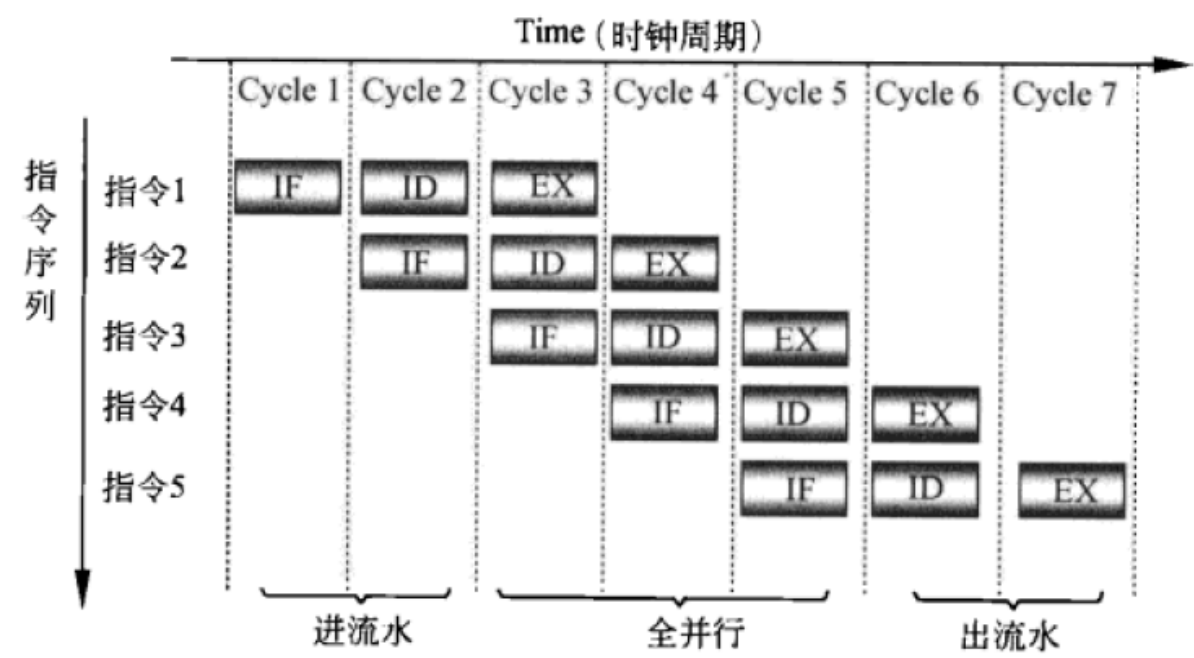 Time (时钟周期)
Cycle 1 Cycle 2 Cycle 3 Cycle 4 Cycle 5 Cycle 6 Cycle 7
指令序列
指令1 IF ID EX
指令2 IF ID EX
指令3 IF ID EX
指令4 IF ID EX
指令5 IF ID EX
进流水 全并行 出流水